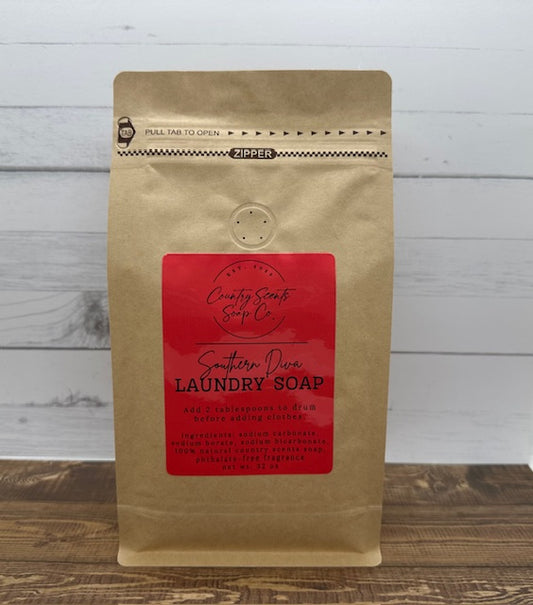 TAB
PULL TAB TO OPEN
ZIPPER
Country Scents
Soap Co.
Southern Diva
LAUNDRY SOAP
Add 2 tablespoons to drum
before adding clothes.
Ingredients: sodium carbonate,
sodium borate, sodium bicarbonate,
100% natural country scents soap,
phthalate-free fragrance
net wt. 32 oz